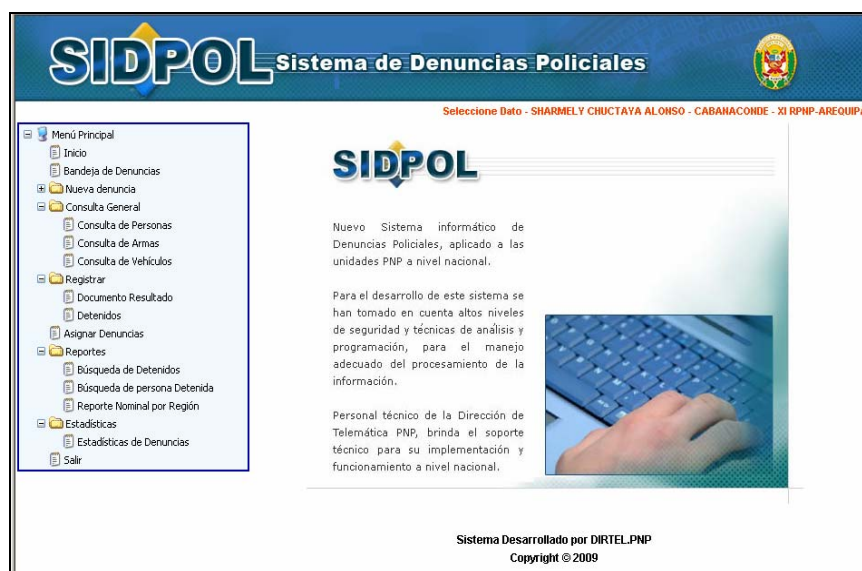 SIDPOL Sistema de Denuncias Policiales
Seleccione Dato - SHARMELY CHUCTAYA ALONSO - CABANACONDE - XI RPNP-AREQUIPA
Menú Principal
Inicio
Bandeja de Denuncias
Nueva denuncia
Consulta General
Consulta de Personas
Consulta de Armas
Consulta de Vehículos
Registrar
Documento Resultado
Detenidos
Asignar Denuncias
Reportes
Búsqueda de Detenidos
Búsqueda de persona Detenida
Reporte Nominal por Región
Estadísticas
Estadísticas de Denuncias
Salir
SIDPOL
Nuevo Sistema informático de
Denuncias Policiales, aplicado a las
unidades PNP a nivel nacional.
Para el desarrollo de este sistema se
han tomado en cuenta altos niveles
de seguridad y técnicas de análisis y
programación, para el manejo
adecuado del procesamiento de la
información.
Personal técnico de la Dirección de
Telemática PNP, brinda el soporte
técnico para su implementación y
funcionamiento a nivel nacional.
Sistema Desarrollado por DIRTEL.PNP
Copyright © 2009